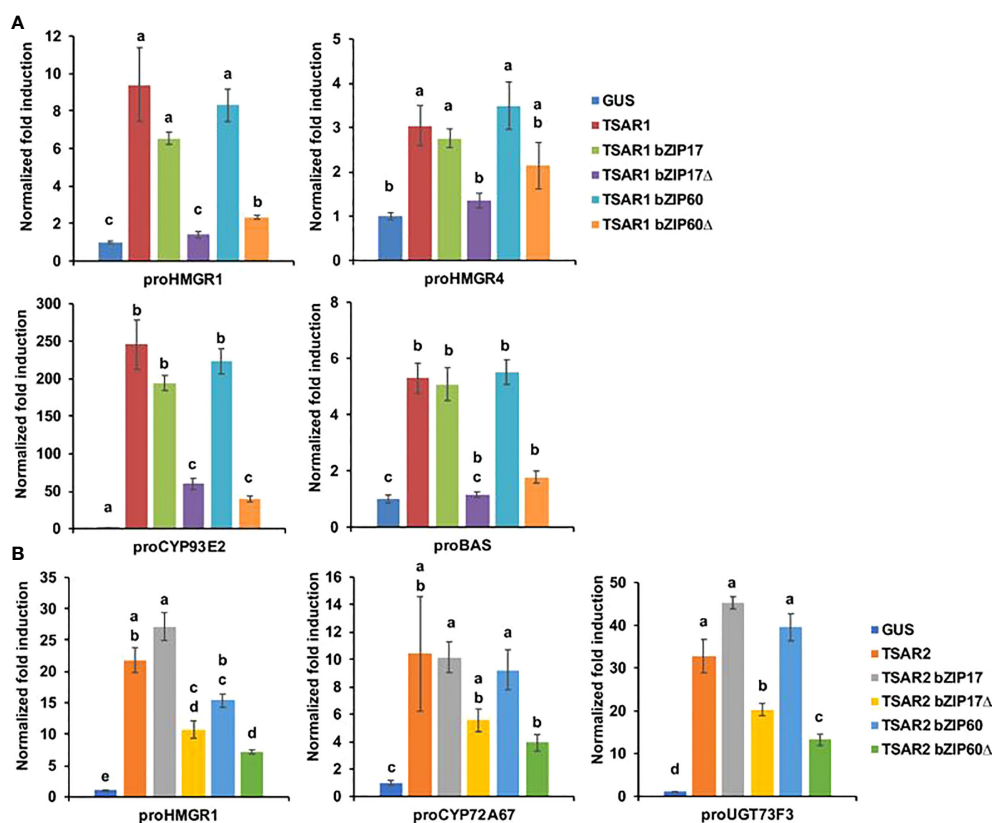 A
Normalized fold induction
12
10
8
6
4
2
0
c
a
a
c
a
b
proHMGR1
Normalized fold induction
5
4
3
2
1
0
b
a
a
b
a
a
b
proHMGR4
GUS
TSAR1
TSAR1 bZIP17
TSAR1 bZIP17Δ
TSAR1 bZIP60
TSAR1 bZIP60Δ
Normalized fold induction
300
250
200
150
100
50
0
a
b
b
c
b
c
proCYP93E2
Normalized fold induction
8
6
4
2
0
c
b
b
b
c
b
b
proBAS
B
Normalized fold induction
35
30
25
20
15
10
5
0
e
a
b
a
c
d
b
c
d
proHMGR1
Normalized fold induction
16
14
12
10
8
6
4
2
0
c
a
b
a
a
b
a
b
proCYP72A67
Normalized fold induction
50
40
30
20
10
0
d
a
a
b
a
c
proUGT73F3
GUS
TSAR2
TSAR2 bZIP17
TSAR2 bZIP17Δ
TSAR2 bZIP60
TSAR2 bZIP60Δ